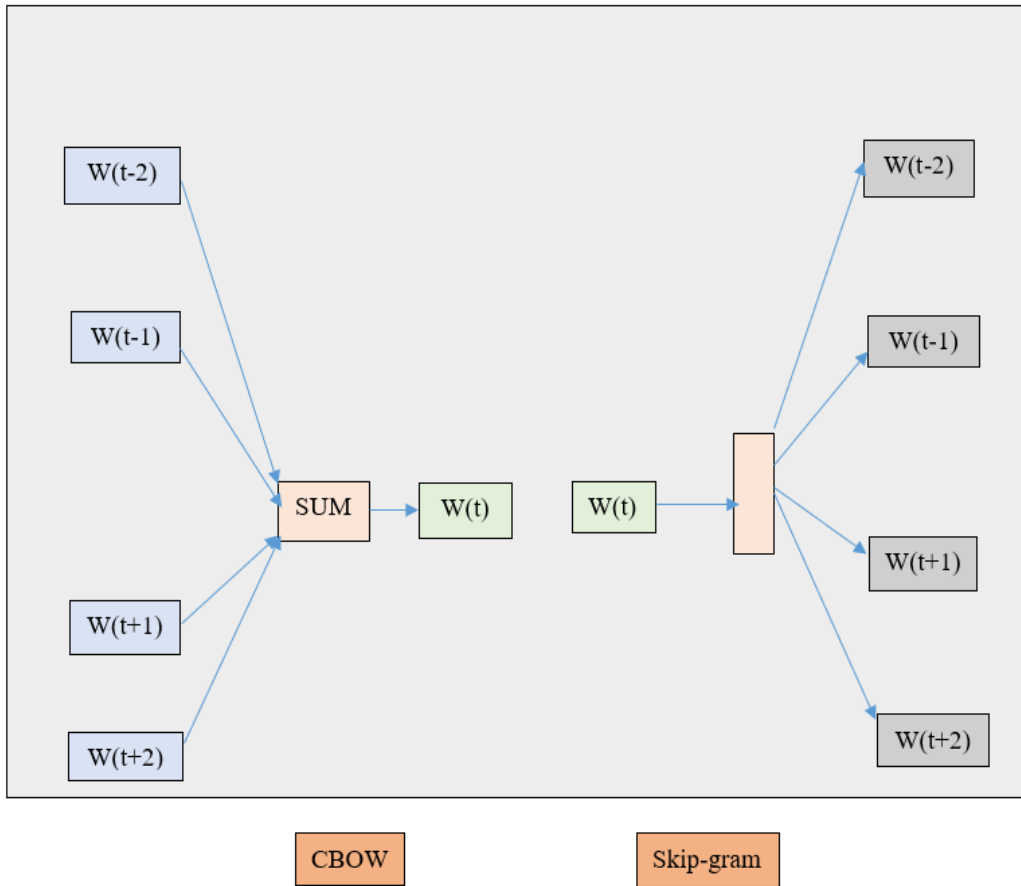 W(t-2)
W(t-1)
SUM
W(t)
W(t+1)
W(t+2)
W(t-2)
W(t-1)
W(t)
W(t+1)
W(t+2)
CBOW
Skip-gram